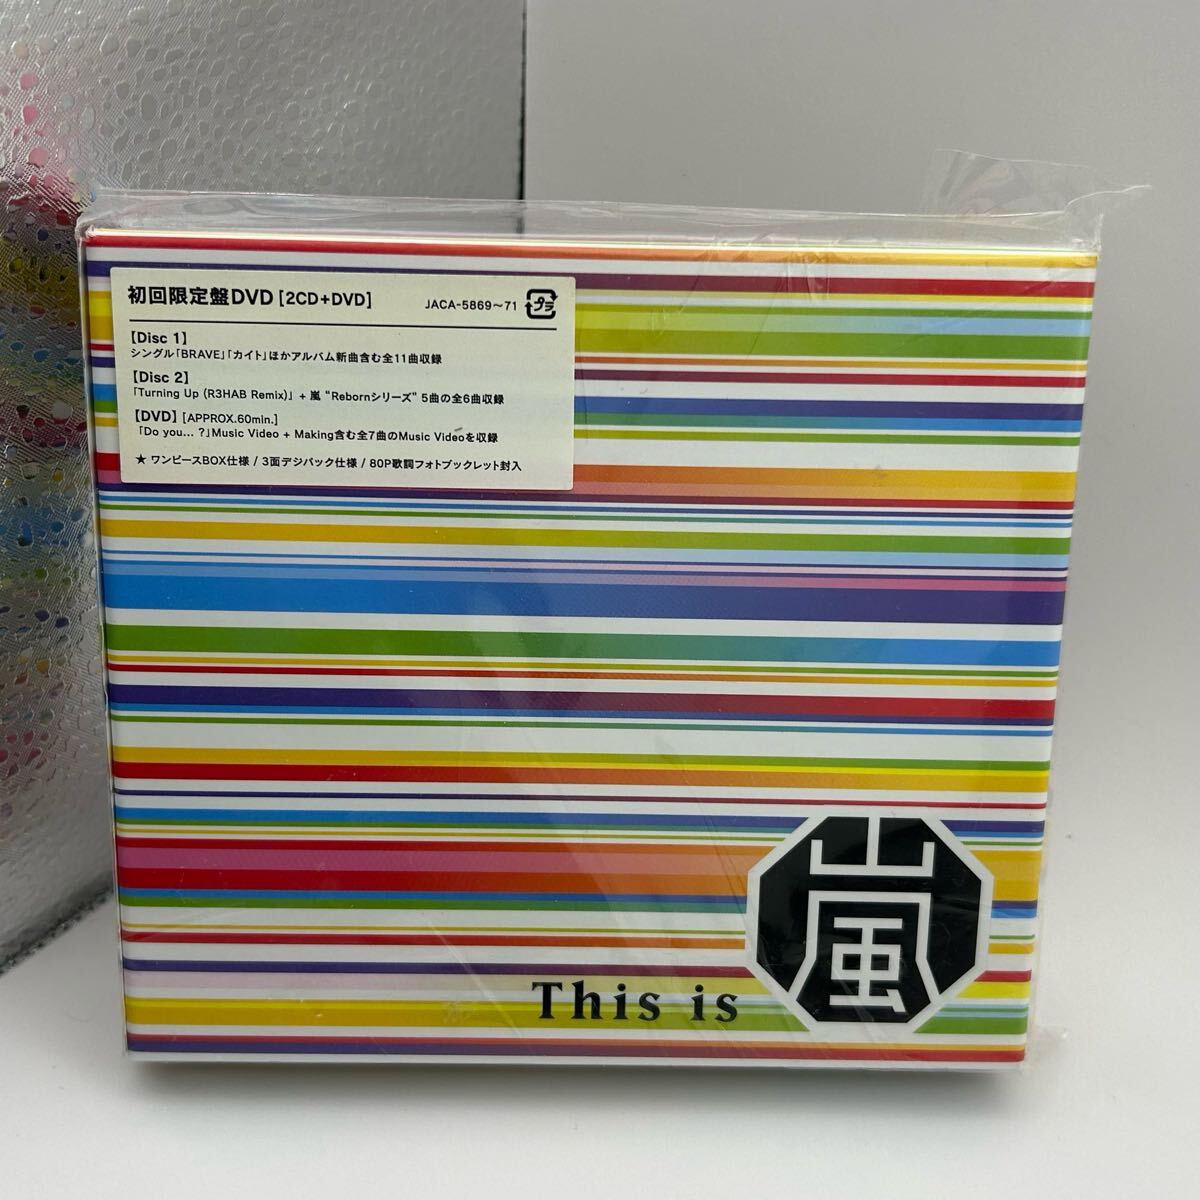 初回限定盤DVD [2CD+DVD]
JACA-5869〜71
プラ
【Disc 1】
シングル「BRAVE」「カイト」ほかアルバム新曲含む全11曲収録
【Disc 2】
「Turning Up (R3HAB Remix)」 + 嵐 “Rebornシリーズ” 5曲の全6曲収録
【DVD】 [APPROX.60min.]
「Do you... ?」Music Video + Making含む全7曲のMusic Videoを収録
★ ワンピースBOX仕様 / 3面デジパック仕様 / 80P歌詞フォトブックレット封入
This is 嵐